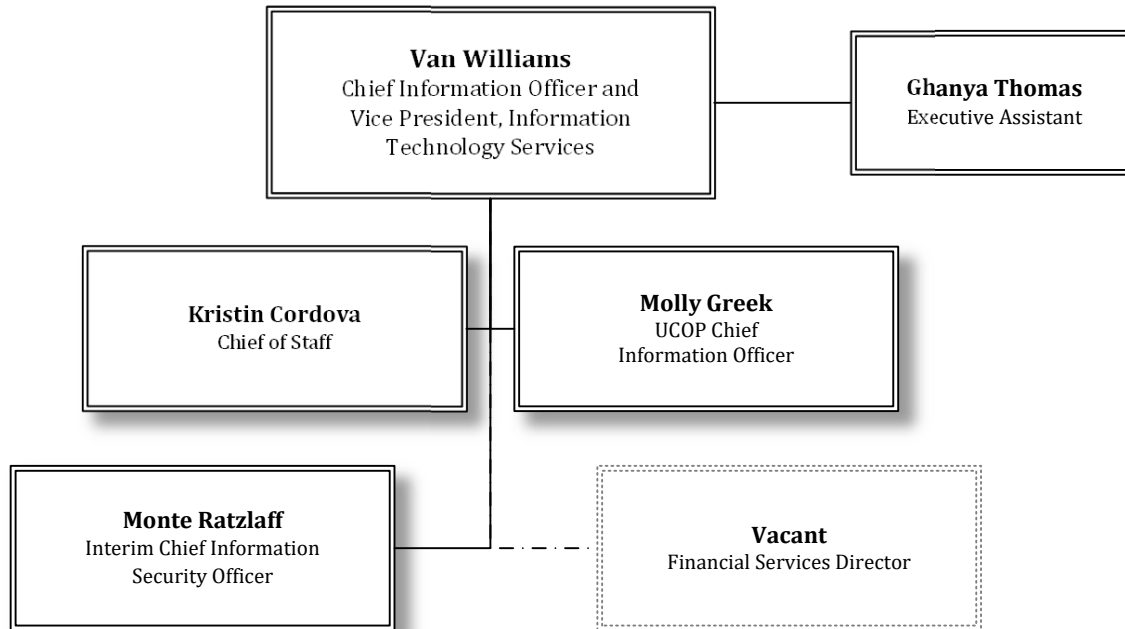 Van Williams
Chief Information Officer and
Vice President, Information
Technology Services
Ghanya Thomas
Executive Assistant
Kristin Cordova
Chief of Staff
Molly Greek
UCOP Chief
Information Officer
Monte Ratzlaff
Interim Chief Information
Security Officer
Vacant
Financial Services Director